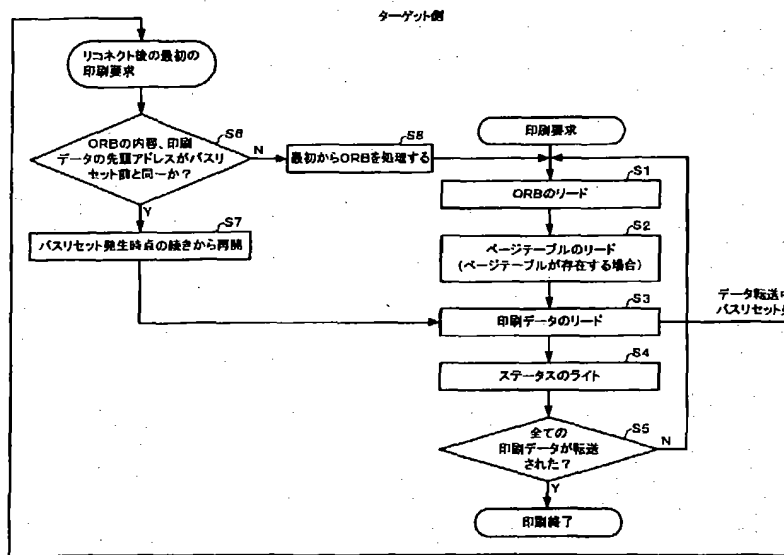 ターゲット側
リコネクト後の最初の
印刷要求
S6
ORBの内容、印刷
データの先頭アドレスがバスリ
セット前と同一か?
N
Y
S8
最初からORBを処理する
S7
バスリセット発生時点の続きから再開
印刷要求
S1
ORBのリード
S2
ページテーブルのリード
(ページテーブルが存在する場合)
S3
印刷データのリード
データ転送中
バスリセット
S4
ステータスのライト
S5
全ての
印刷データが転送
された?
N
Y
印刷終了